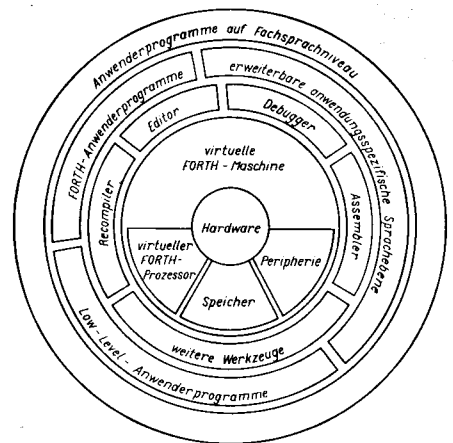 Anwenderprogramme auf Fachsprachniveau
erweiterbare anwendungsspezifische Sprachebene
FORTH-Anwenderprogramme
Low-Level-Anwenderprogramme
Editor
Debugger
Recompiler
Assembler
weitere Werkzeuge
virtuelle
FORTH-Maschine
Hardware
virtueller
FORTH-
Prozessor
Speicher
Peripherie